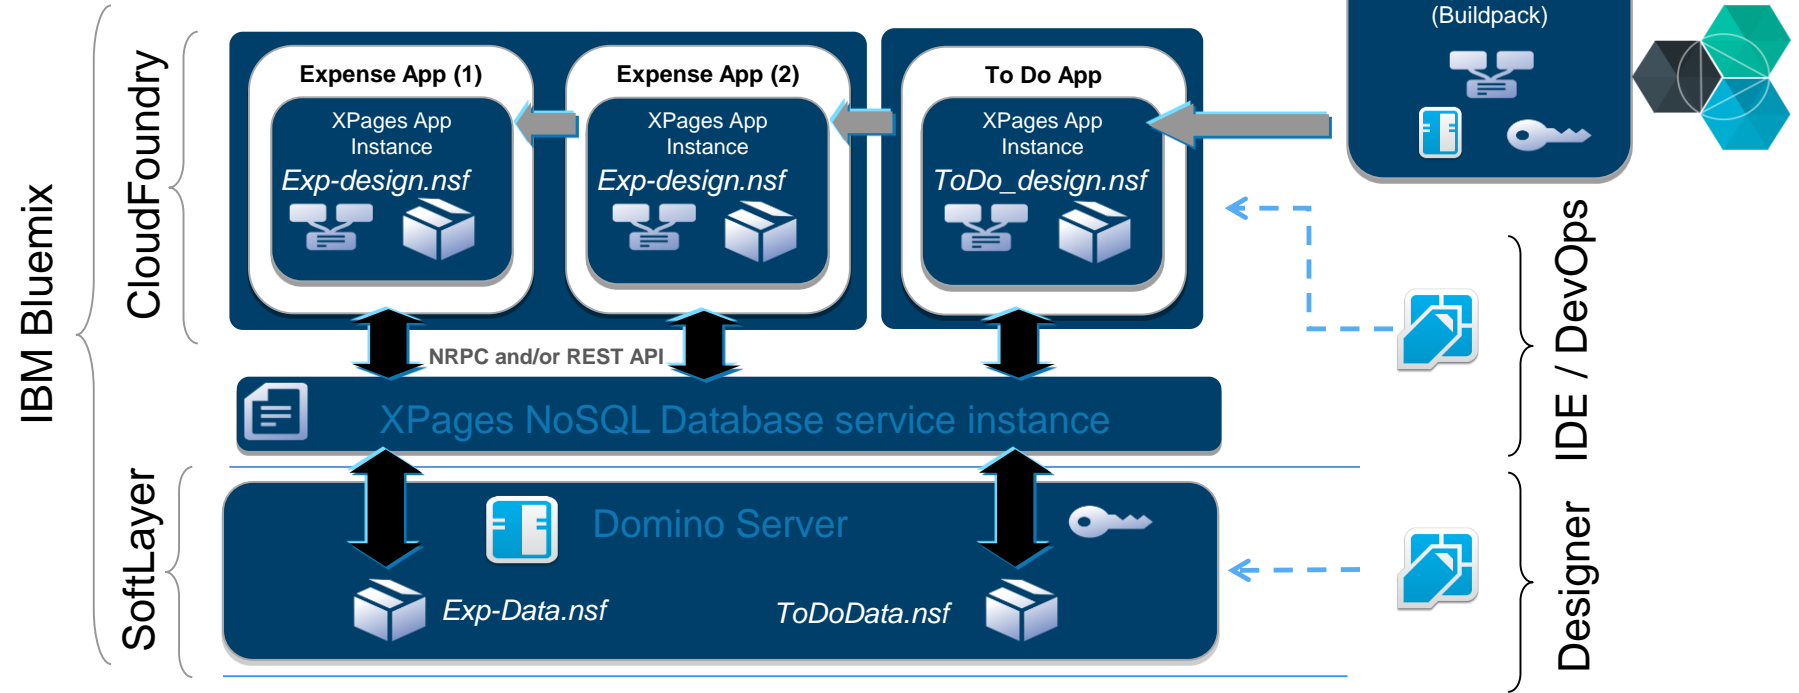 (Buildpack)
IBM Bluemix
CloudFoundry
Expense App (1)
XPages App
Instance
Exp-design.nsf
Expense App (2)
XPages App
Instance
Exp-design.nsf
To Do App
XPages App
Instance
ToDo_design.nsf
NRPC and/or REST API
XPages NoSQL Database service instance
IDE / DevOps
SoftLayer
Domino Server
Exp-Data.nsf
ToDoData.nsf
Designer